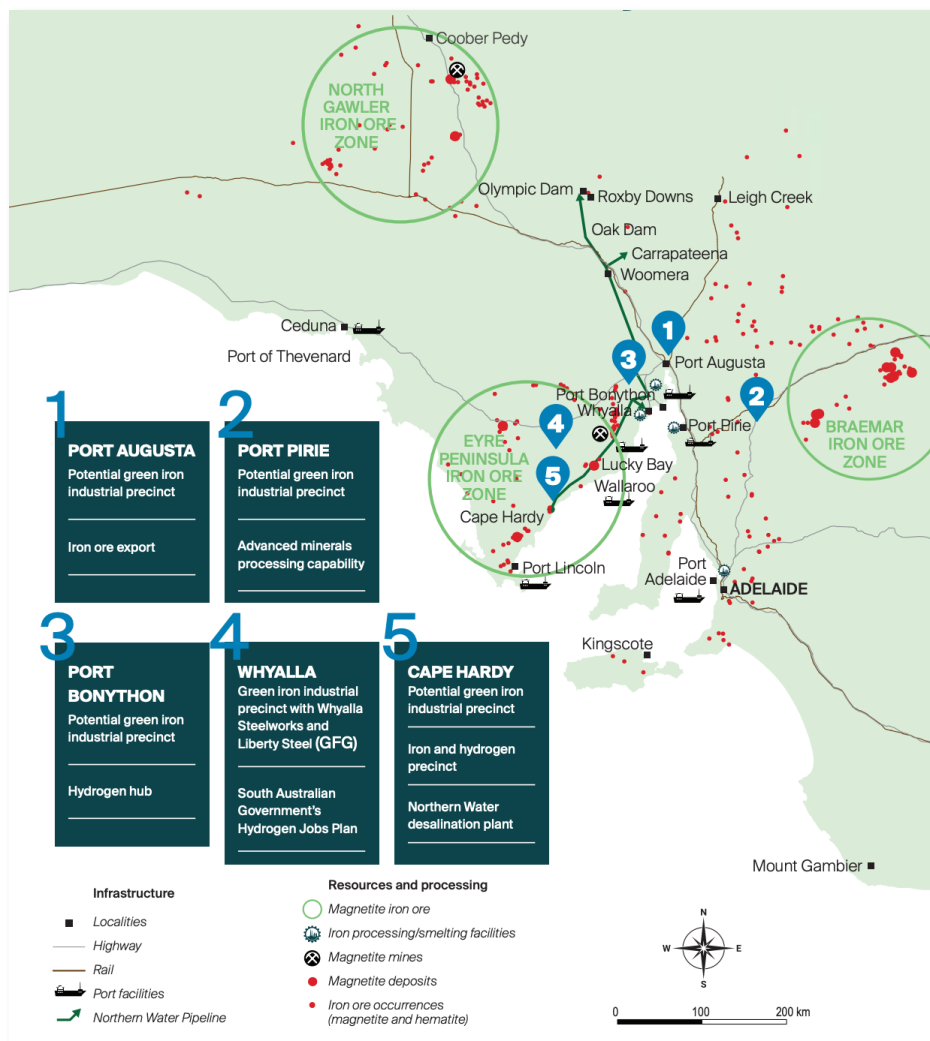 Coober Pedy
NORTH
GAWLER
IRON ORE
ZONE
Olympic Dam
Roxby Downs
Leigh Creek
Oak Dam
Carrapateena
Woomera
Ceduna
Port of Thevenard
1
Port Augusta
3
Port Bonython
Whyalla
2
Port Pirie
BRAEMAR
IRON ORE
ZONE
4
EYRE
PENINSULA
IRON ORE
ZONE
5
Lucky Bay
Wallaroo
Cape Hardy
Port Lincoln
Port
Adelaide
ADELAIDE
Kingscote
Mount Gambier
1
PORT AUGUSTA
Potential green iron
industrial precinct
Iron ore export
2
PORT PIRIE
Potential green iron
industrial precinct
Advanced minerals
processing capability
3
PORT
BONYTHON
Potential green iron
industrial precinct
Hydrogen hub
4
WHYALLA
Green iron industrial
precinct with Whyalla
Steelworks and
Liberty Steel (GFG)
South Australian
Government's
Hydrogen Jobs Plan
5
CAPE HARDY
Potential green iron
industrial precinct
Iron and hydrogen
precinct
Northern Water
desalination plant
Infrastructure
Localities
Highway
Rail
Port facilities
Northern Water Pipeline
Resources and processing
Magnetite iron ore
Iron processing/smelting facilities
Magnetite mines
Magnetite deposits
Iron ore occurrences
(magnetite and hematite)
N
W
E
S
0 100 200 km